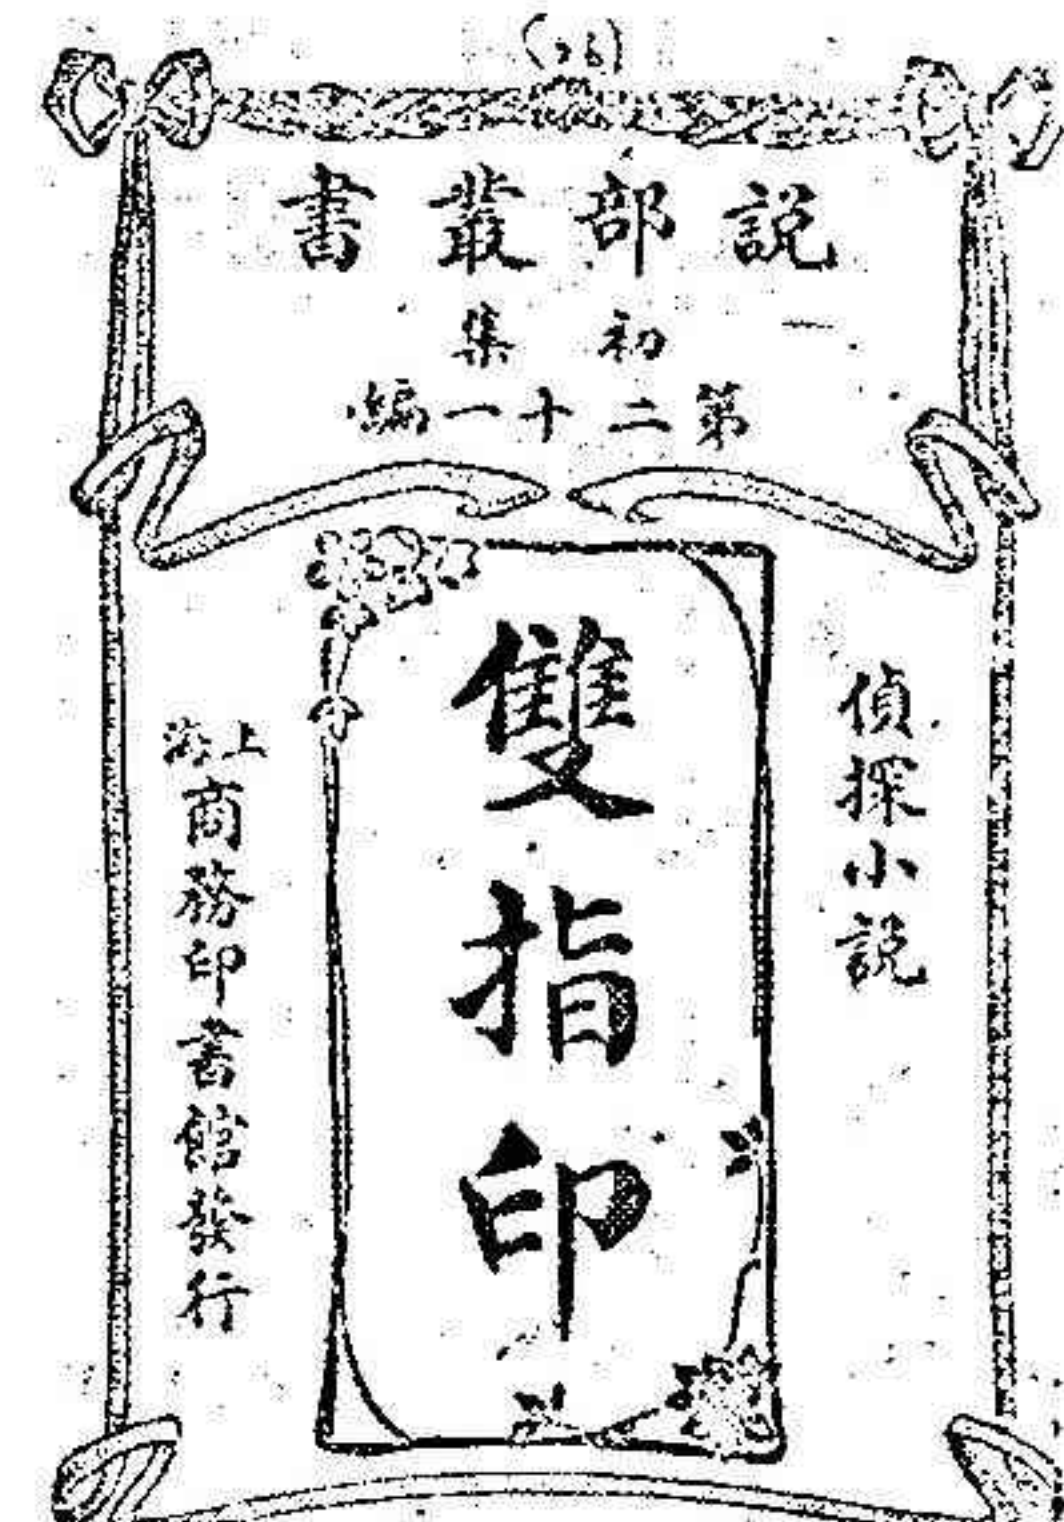 說部叢書
初集
第二十一編
偵探小說
雙指印
上海
商務印書館發行